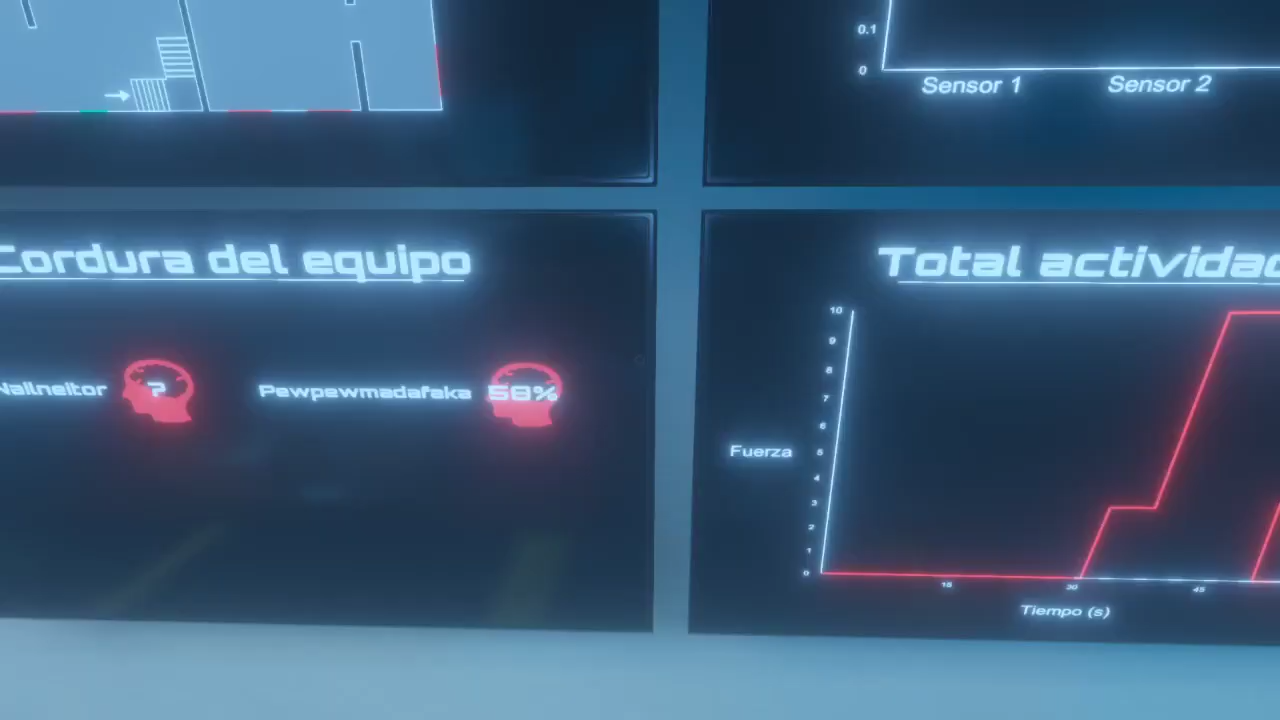 0.1
0
Sensor 1
Sensor 2
Cordura del equipo
Nallneitor
?
Pewpewmadafaka
58%
Total actividad
10
9
8
7
6
5
4
3
2
1
0
Fuerza
15
30
45
Tiempo (s)